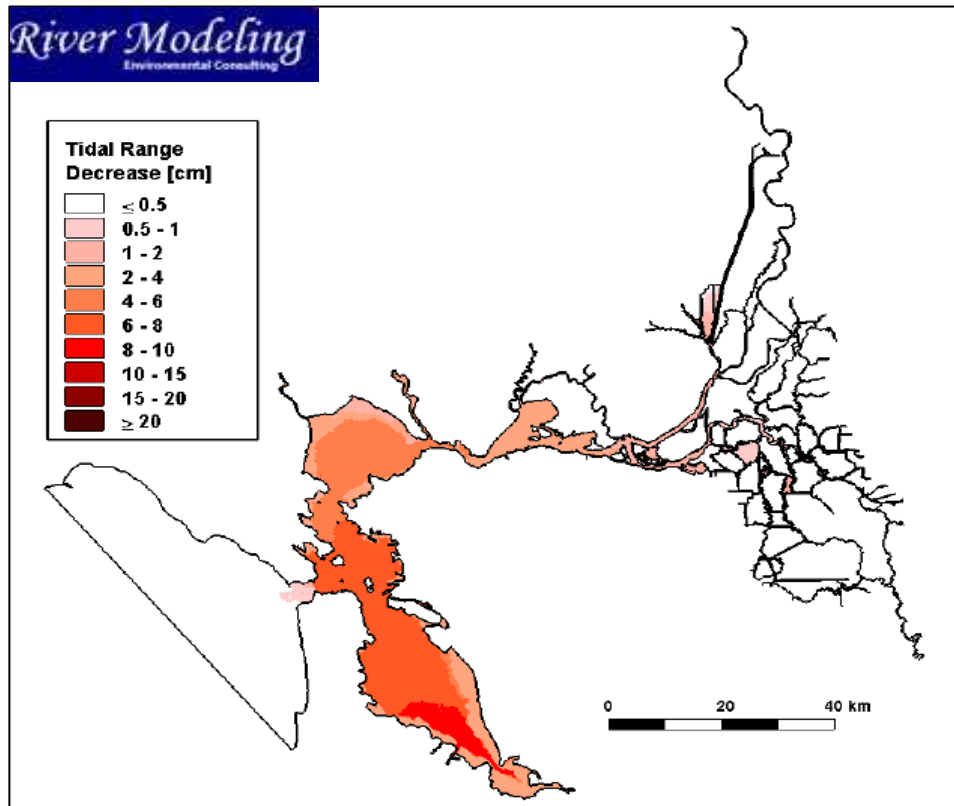 River Modeling
Environmental Consulting
Tidal Range
Decrease [cm]
≤ 0.5
0.5 - 1
1 - 2
2 - 4
4 - 6
6 - 8
8 - 10
10 - 15
15 - 20
≥ 20
0 20 40 km